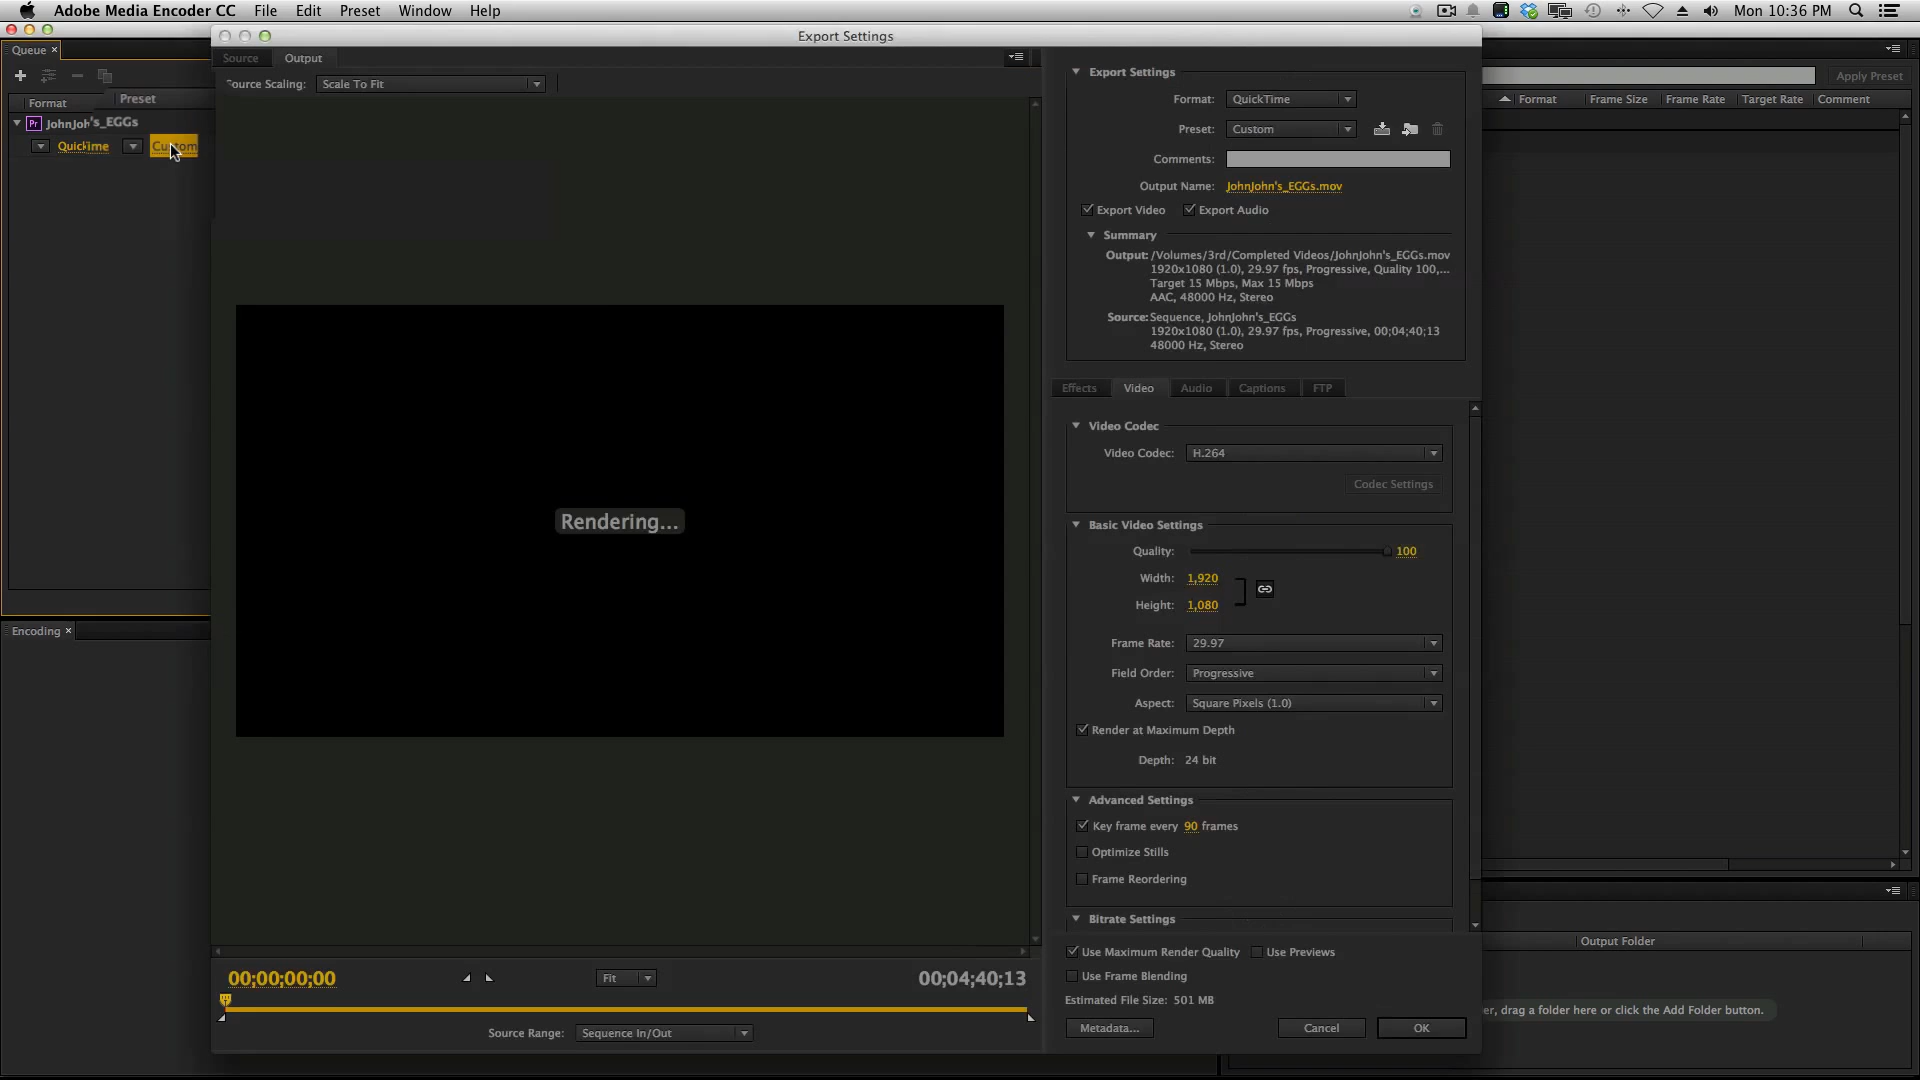 Adobe Media Encoder CC File Edit Preset Window Help Mon 10:36 PM
Export Settings
Queue ×
Format Preset
Pr JohnJoh's_EGGs
QuickTime Custom
Source Output
ource Scaling: Scale To Fit
Rendering...
00;00;00;00 Fit 00;04;40;13
Source Range: Sequence In/Out
Encoding ×
Export Settings
Format: QuickTime
Preset: Custom
Comments:
Output Name: JohnJohn's_EGGs.mov
Export Video Export Audio
Summary
Output: /Volumes/3rd/Completed Videos/JohnJohn's_EGGs.mov
1920x1080 (1.0), 29.97 fps, Progressive, Quality 100,...
Target 15 Mbps, Max 15 Mbps
AAC, 48000 Hz, Stereo
Source: Sequence, JohnJohn's_EGGs
1920x1080 (1.0), 29.97 fps, Progressive, 00;04;40;13
48000 Hz, Stereo
Effects Video Audio Captions FTP
Video Codec
Video Codec: H.264
Codec Settings
Basic Video Settings
Quality: 100
Width: 1,920
Height: 1,080
Frame Rate: 29.97
Field Order: Progressive
Aspect: Square Pixels (1.0)
Render at Maximum Depth
Depth: 24 bit
Advanced Settings
Key frame every 90 frames
Optimize Stills
Frame Reordering
Bitrate Settings
Use Maximum Render Quality Use Previews
Use Frame Blending
Estimated File Size: 501 MB
Metadata... Cancel OK
Apply Preset
Format Frame Size Frame Rate Target Rate Comment
Output Folder
er, drag a folder here or click the Add Folder button.